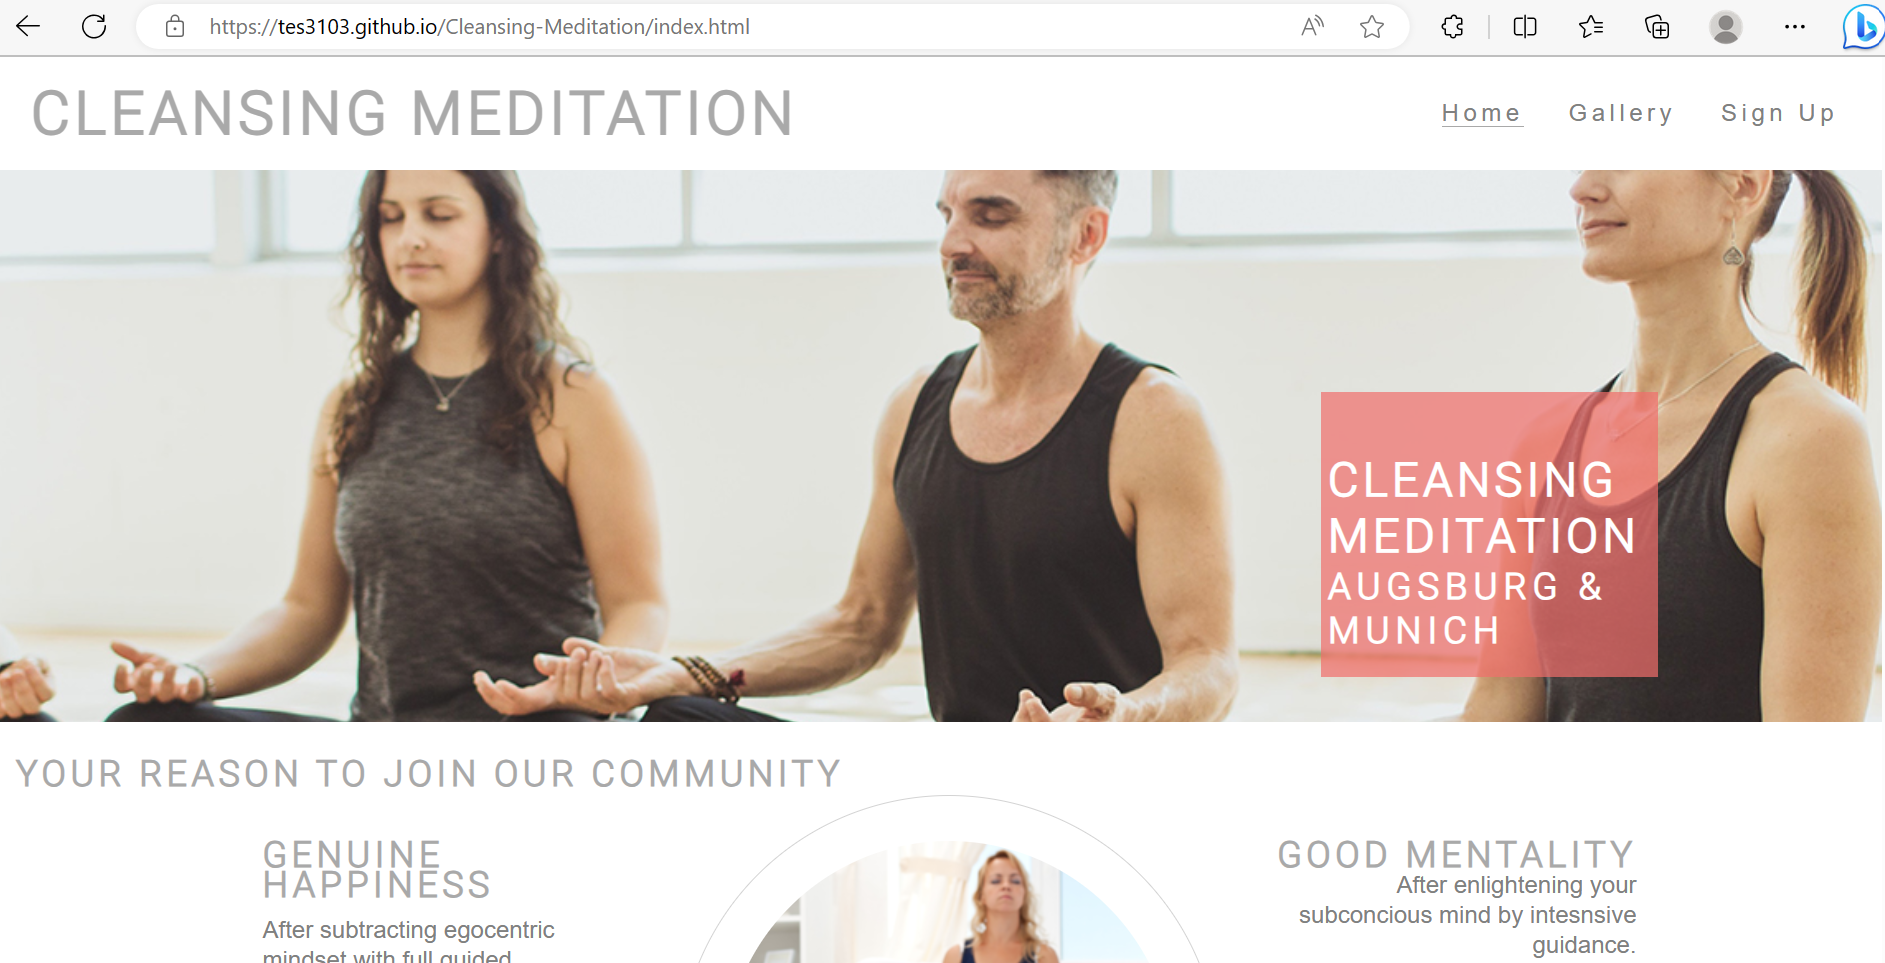 https://tes3103.github.io/Cleansing-Meditation/index.html
CLEANSING MEDITATION
Home Gallery Sign Up
CLEANSING
MEDITATION
AUGSBURG &
MUNICH
YOUR REASON TO JOIN OUR COMMUNITY
GENUINE
HAPPINESS
After subtracting egocentric
mindset with full guided
GOOD MENTALITY
After enlightening your
subconcious mind by intesnsive
guidance.